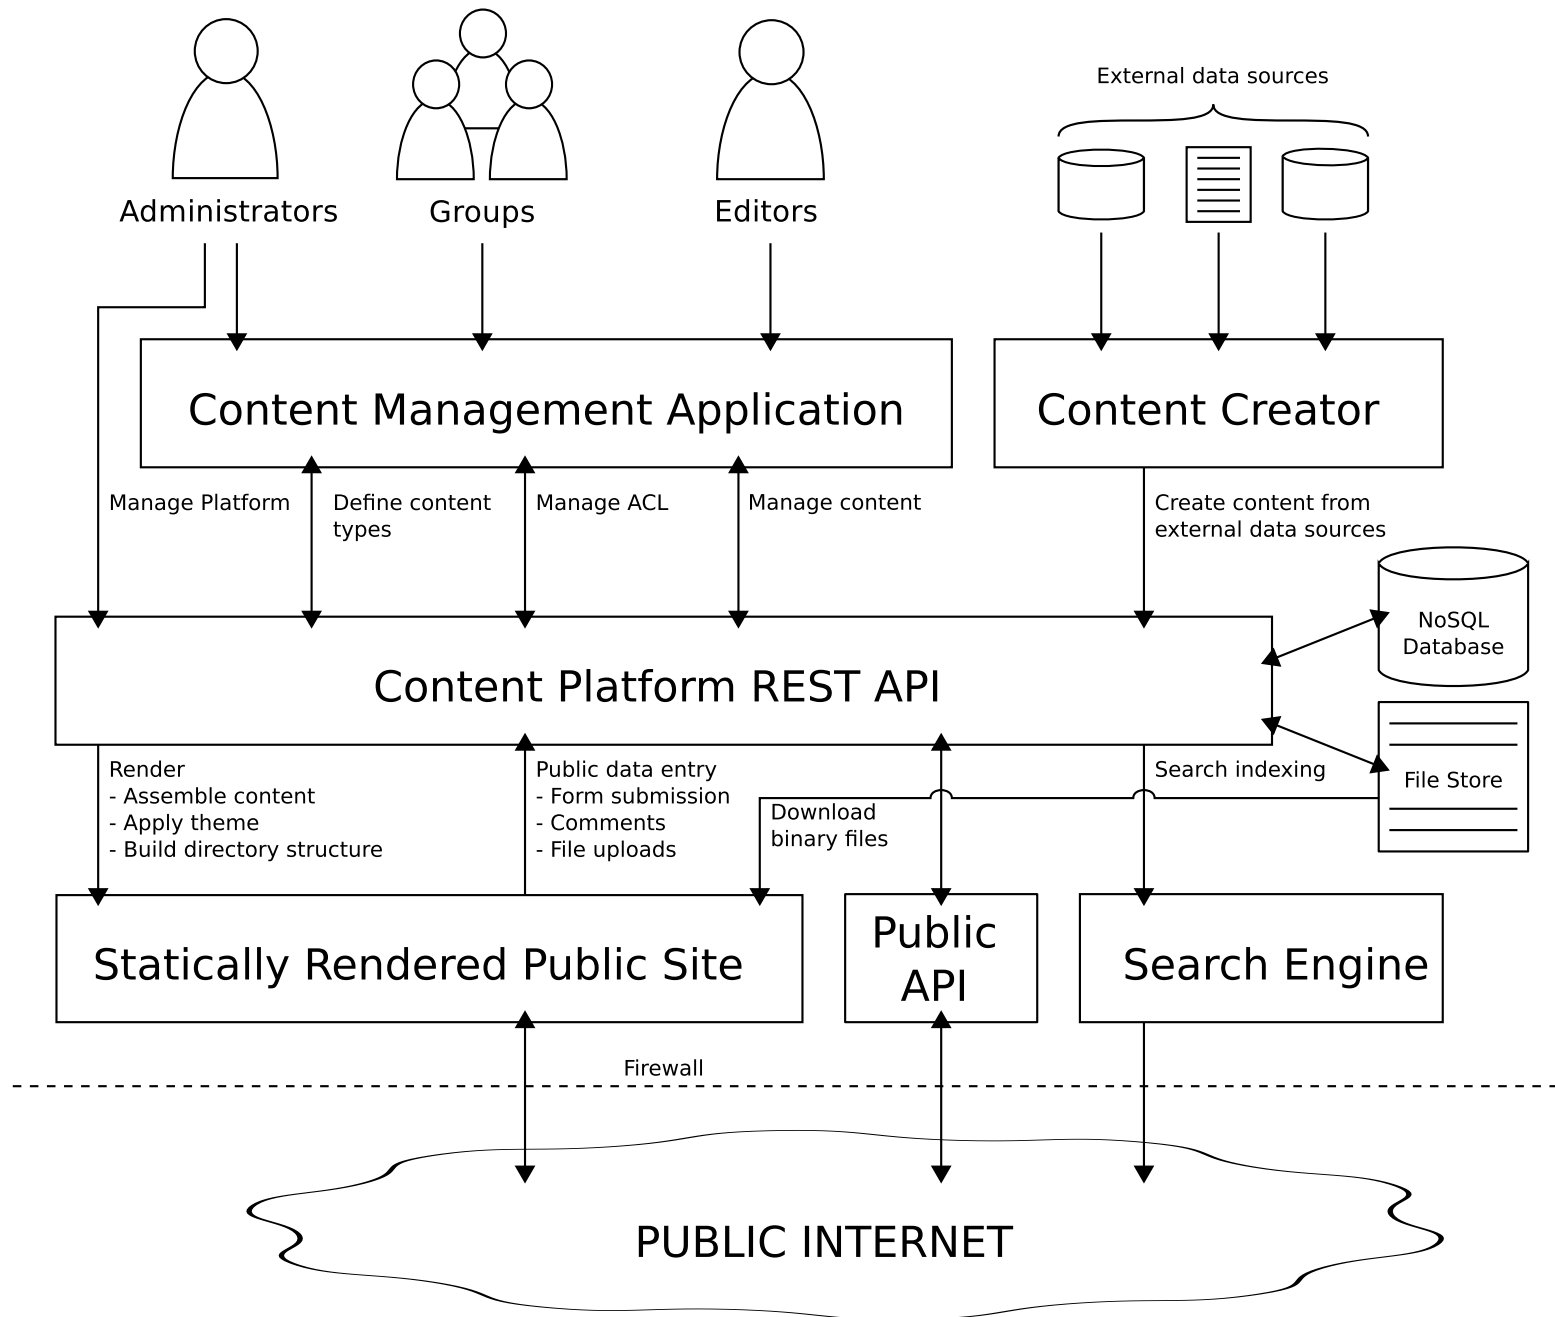 External data sources
Administrators
Groups
Editors
Content Management Application
Content Creator
Manage Platform
Define content
types
Manage ACL
Manage content
Create content from
external data sources
NoSQL
Database
Content Platform REST API
File Store
Render
- Assemble content
- Apply theme
- Build directory structure
Public data entry
- Form submission
- Comments
- File uploads
Download
binary files
Search indexing
Statically Rendered Public Site
Public
API
Search Engine
Firewall
PUBLIC INTERNET